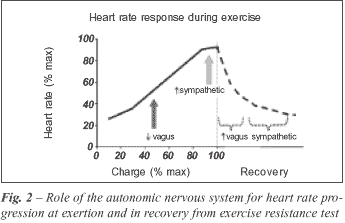 Heart rate response during exercise
Heart rate (% max)
100
80
60
40
20
0
↑sympathetic
↓ vagus
↑vagus sympathetic
0 20 40 60 80 100
Charge (% max) Recovery
Fig. 2 – Role of the autonomic nervous system for heart rate pro-
gression at exertion and in recovery from exercise resistance test